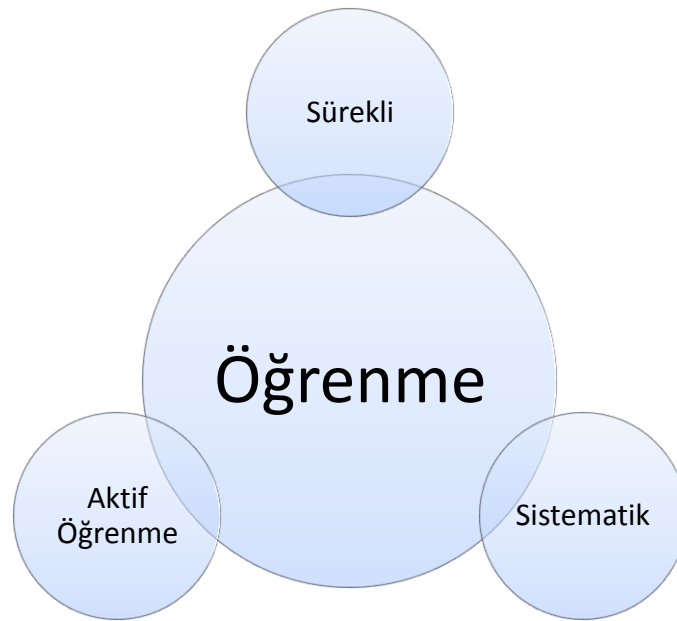 Sürekli
Öğrenme
Aktif
Öğrenme
Sistematik